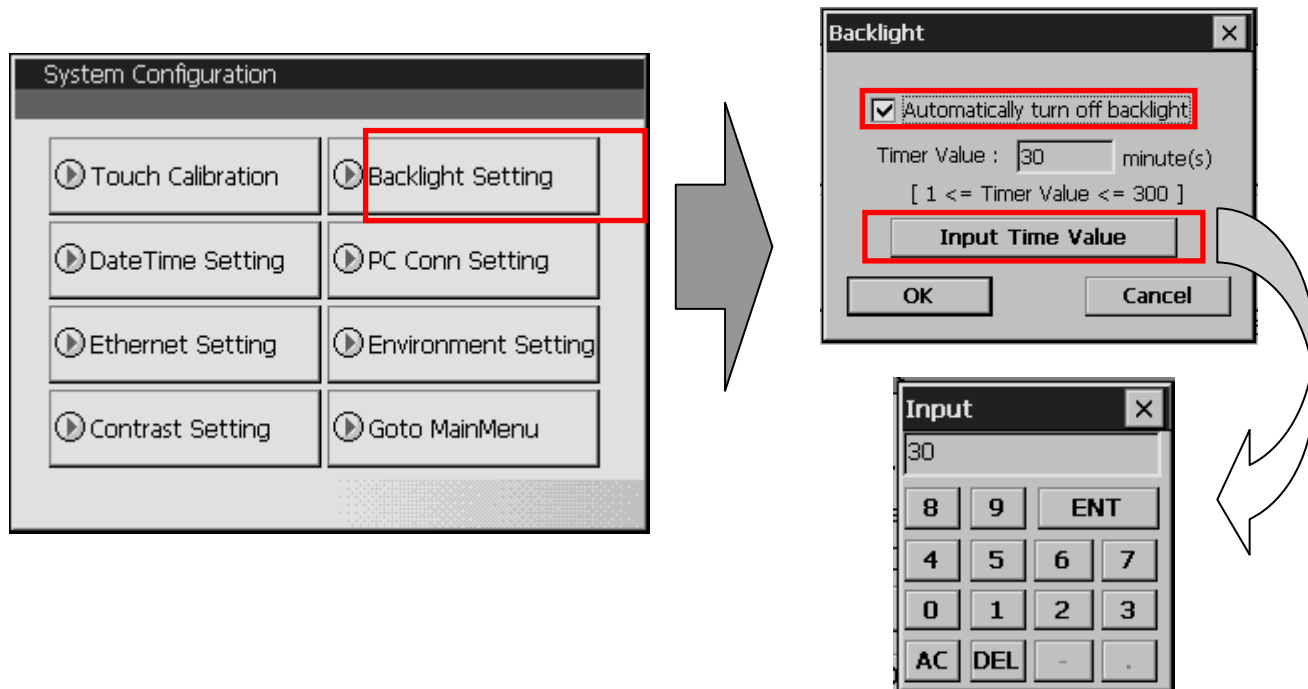 System Configuration
Touch Calibration
Backlight Setting
DateTime Setting
PC Conn Setting
Ethernet Setting
Environment Setting
Contrast Setting
Goto MainMenu
Backlight
Automatically turn off backlight
Timer Value : 30 minute(s)
[ 1 <= Timer Value <= 300 ]
Input Time Value
OK Cancel
Input
30
8 9 ENT
4 5 6 7
0 1 2 3
AC DEL - .